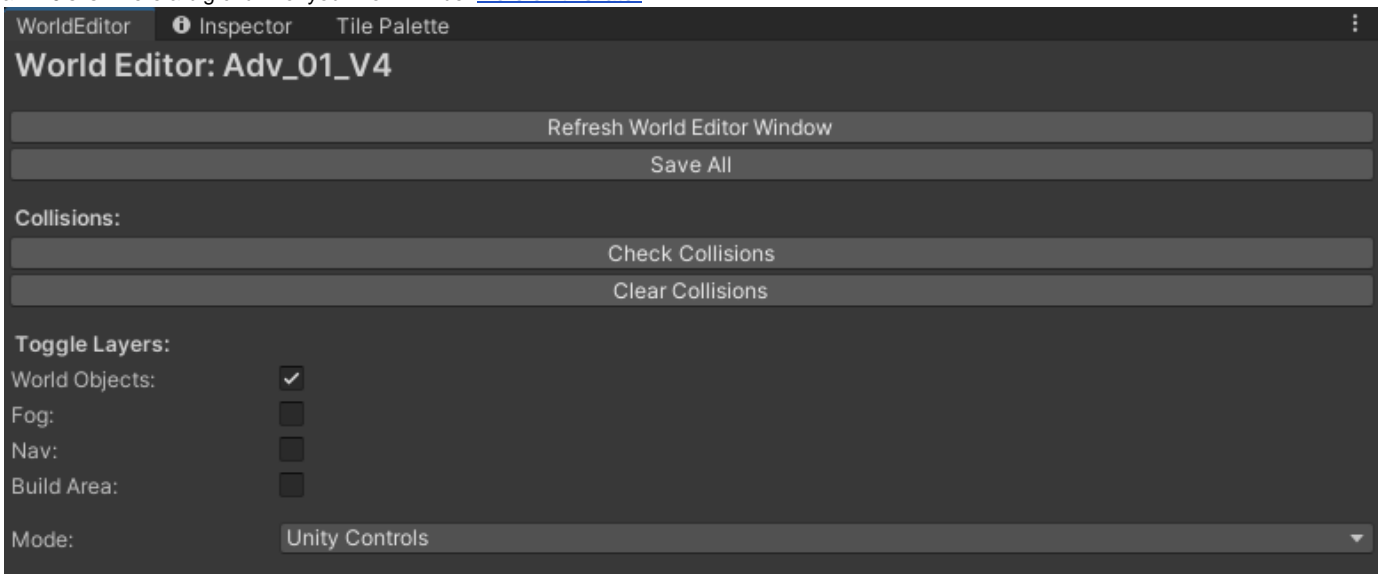 WorldEditor Inspector Tile Palette
World Editor: Adv_01_V4
Refresh World Editor Window
Save All
Collisions:
Check Collisions
Clear Collisions
Toggle Layers:
World Objects:
Fog:
Nav:
Build Area:
Mode: Unity Controls